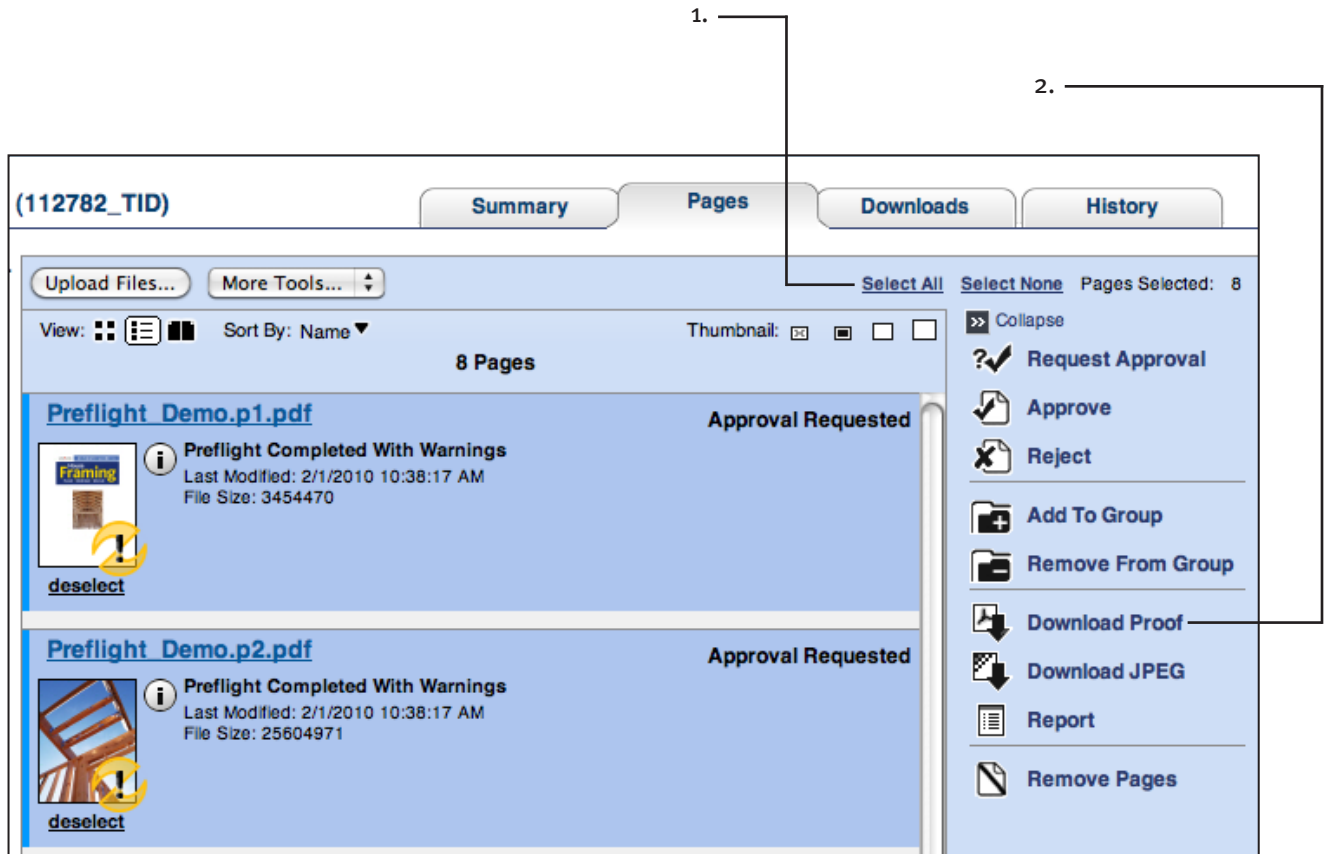 1.
2.
(112782_TID)
Summary
Pages
Downloads
History
Upload Files...
More Tools...
Select All
Select None
Pages Selected: 8
View:
Sort By: Name
Thumbnail:
8 Pages
Collapse
Request Approval
Approve
Reject
Add To Group
Remove From Group
Download Proof
Download JPEG
Report
Remove Pages
Preflight_Demo.p1.pdf
Approval Requested
Framing
Preflight Completed With Warnings
Last Modified: 2/1/2010 10:38:17 AM
File Size: 3454470
deselect
Preflight_Demo.p2.pdf
Approval Requested
Preflight Completed With Warnings
Last Modified: 2/1/2010 10:38:17 AM
File Size: 25604971
deselect